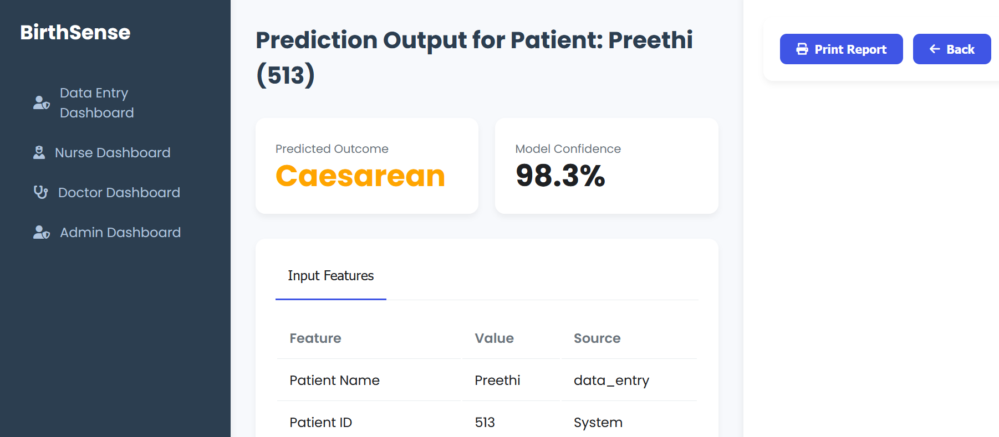 BirthSense
Data Entry
Dashboard
Nurse Dashboard
Doctor Dashboard
Admin Dashboard
Prediction Output for Patient: Preethi
(513)
Print Report
Back
Predicted Outcome
Caesarean
Model Confidence
98.3%
Input Features
Feature Value Source
Patient Name Preethi data_entry
Patient ID 513 System